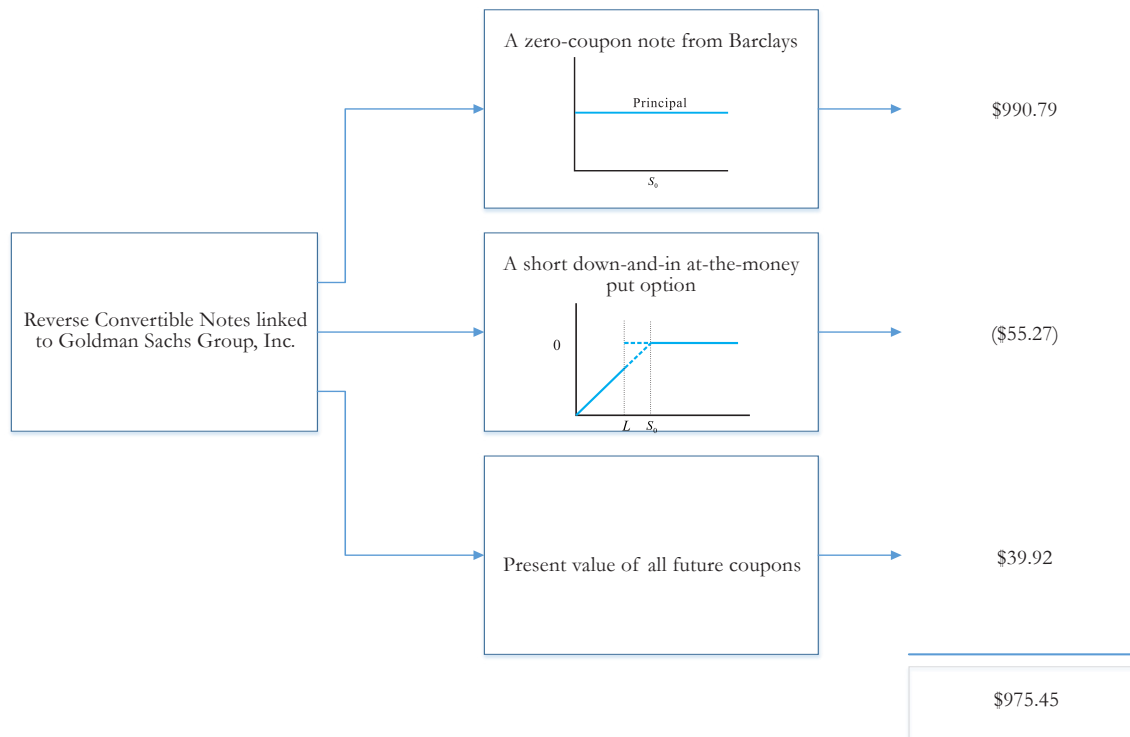 A zero-coupon note from Barclays
Principal
S₀
$990.79
Reverse Convertible Notes linked
to Goldman Sachs Group, Inc.
A short down-and-in at-the-money
put option
0
L S₀
($55.27)
Present value of all future coupons
$39.92
$975.45